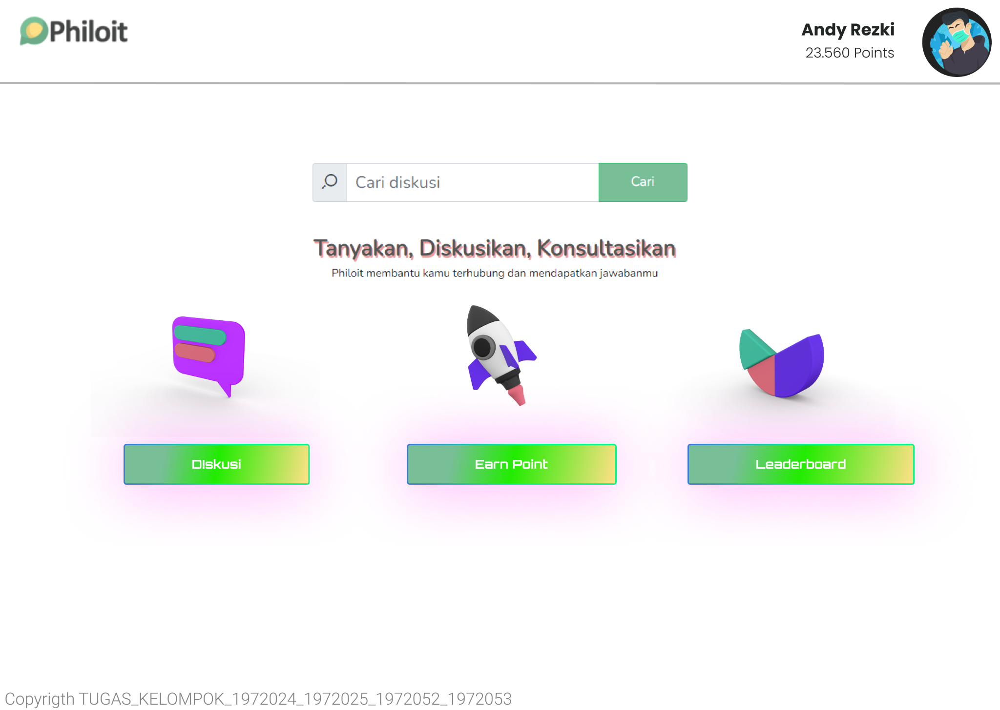 Philoit
Andy Rezki
23.560 Points
Cari diskusi
Cari
Tanyakan, Diskusikan, Konsultasikan
Philoit membantu kamu terhubung dan mendapatkan jawabanmu
DIskusi
Earn Point
Leaderboard
Copyrigth TUGAS_KELOMPOK_1972024_1972025_1972052_1972053